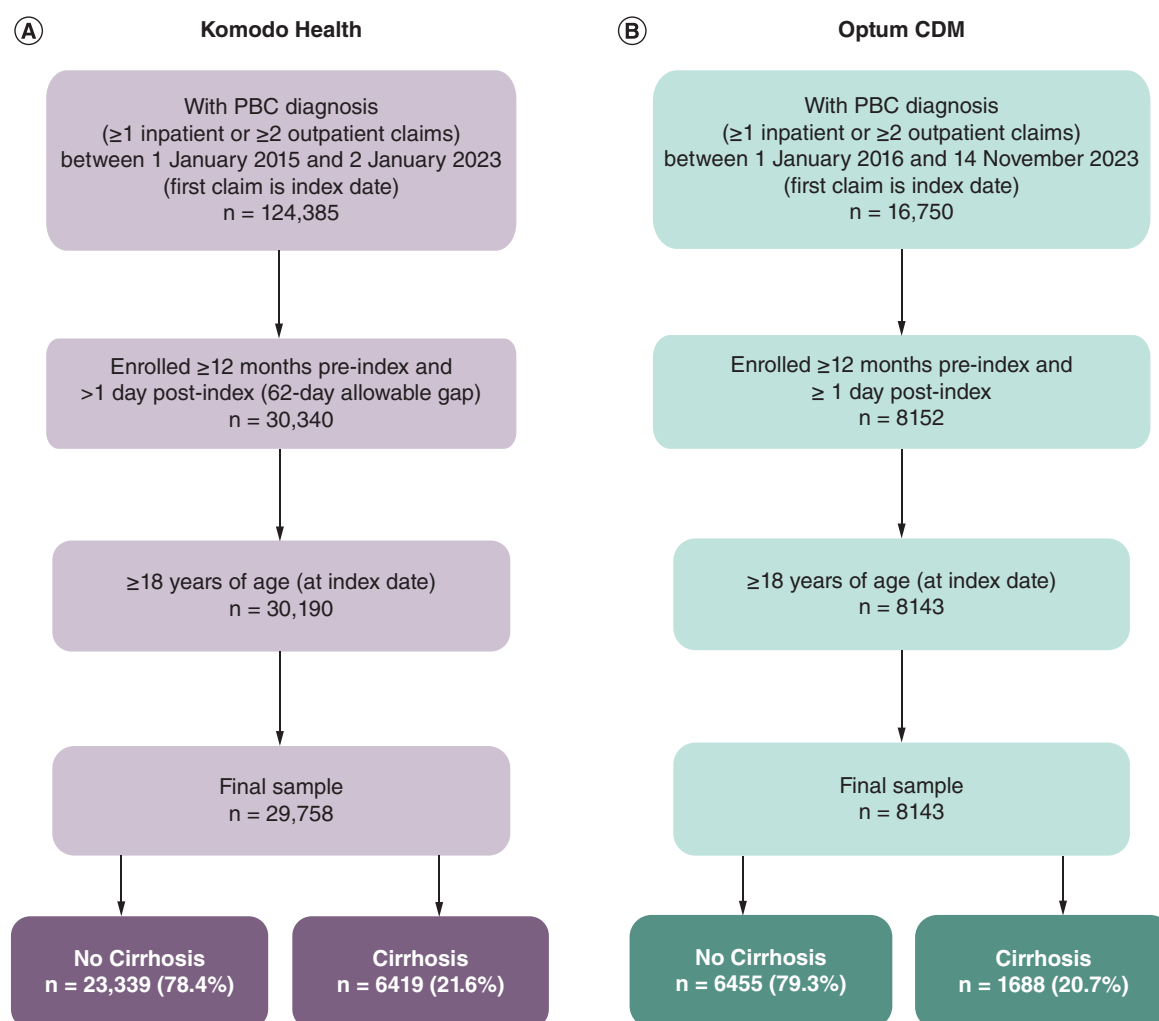 A
Komodo Health
With PBC diagnosis
(≥1 inpatient or ≥2 outpatient claims)
between 1 January 2015 and 2 January 2023
(first claim is index date)
n = 124,385
Enrolled ≥12 months pre-index and
>1 day post-index (62-day allowable gap)
n = 30,340
≥18 years of age (at index date)
n = 30,190
Final sample
n = 29,758
No Cirrhosis
n = 23,339 (78.4%)
Cirrhosis
n = 6419 (21.6%)
B
Optum CDM
With PBC diagnosis
(≥1 inpatient or ≥2 outpatient claims)
between 1 January 2016 and 14 November 2023
(first claim is index date)
n = 16,750
Enrolled ≥12 months pre-index and
≥ 1 day post-index
n = 8152
≥18 years of age (at index date)
n = 8143
Final sample
n = 8143
No Cirrhosis
n = 6455 (79.3%)
Cirrhosis
n = 1688 (20.7%)